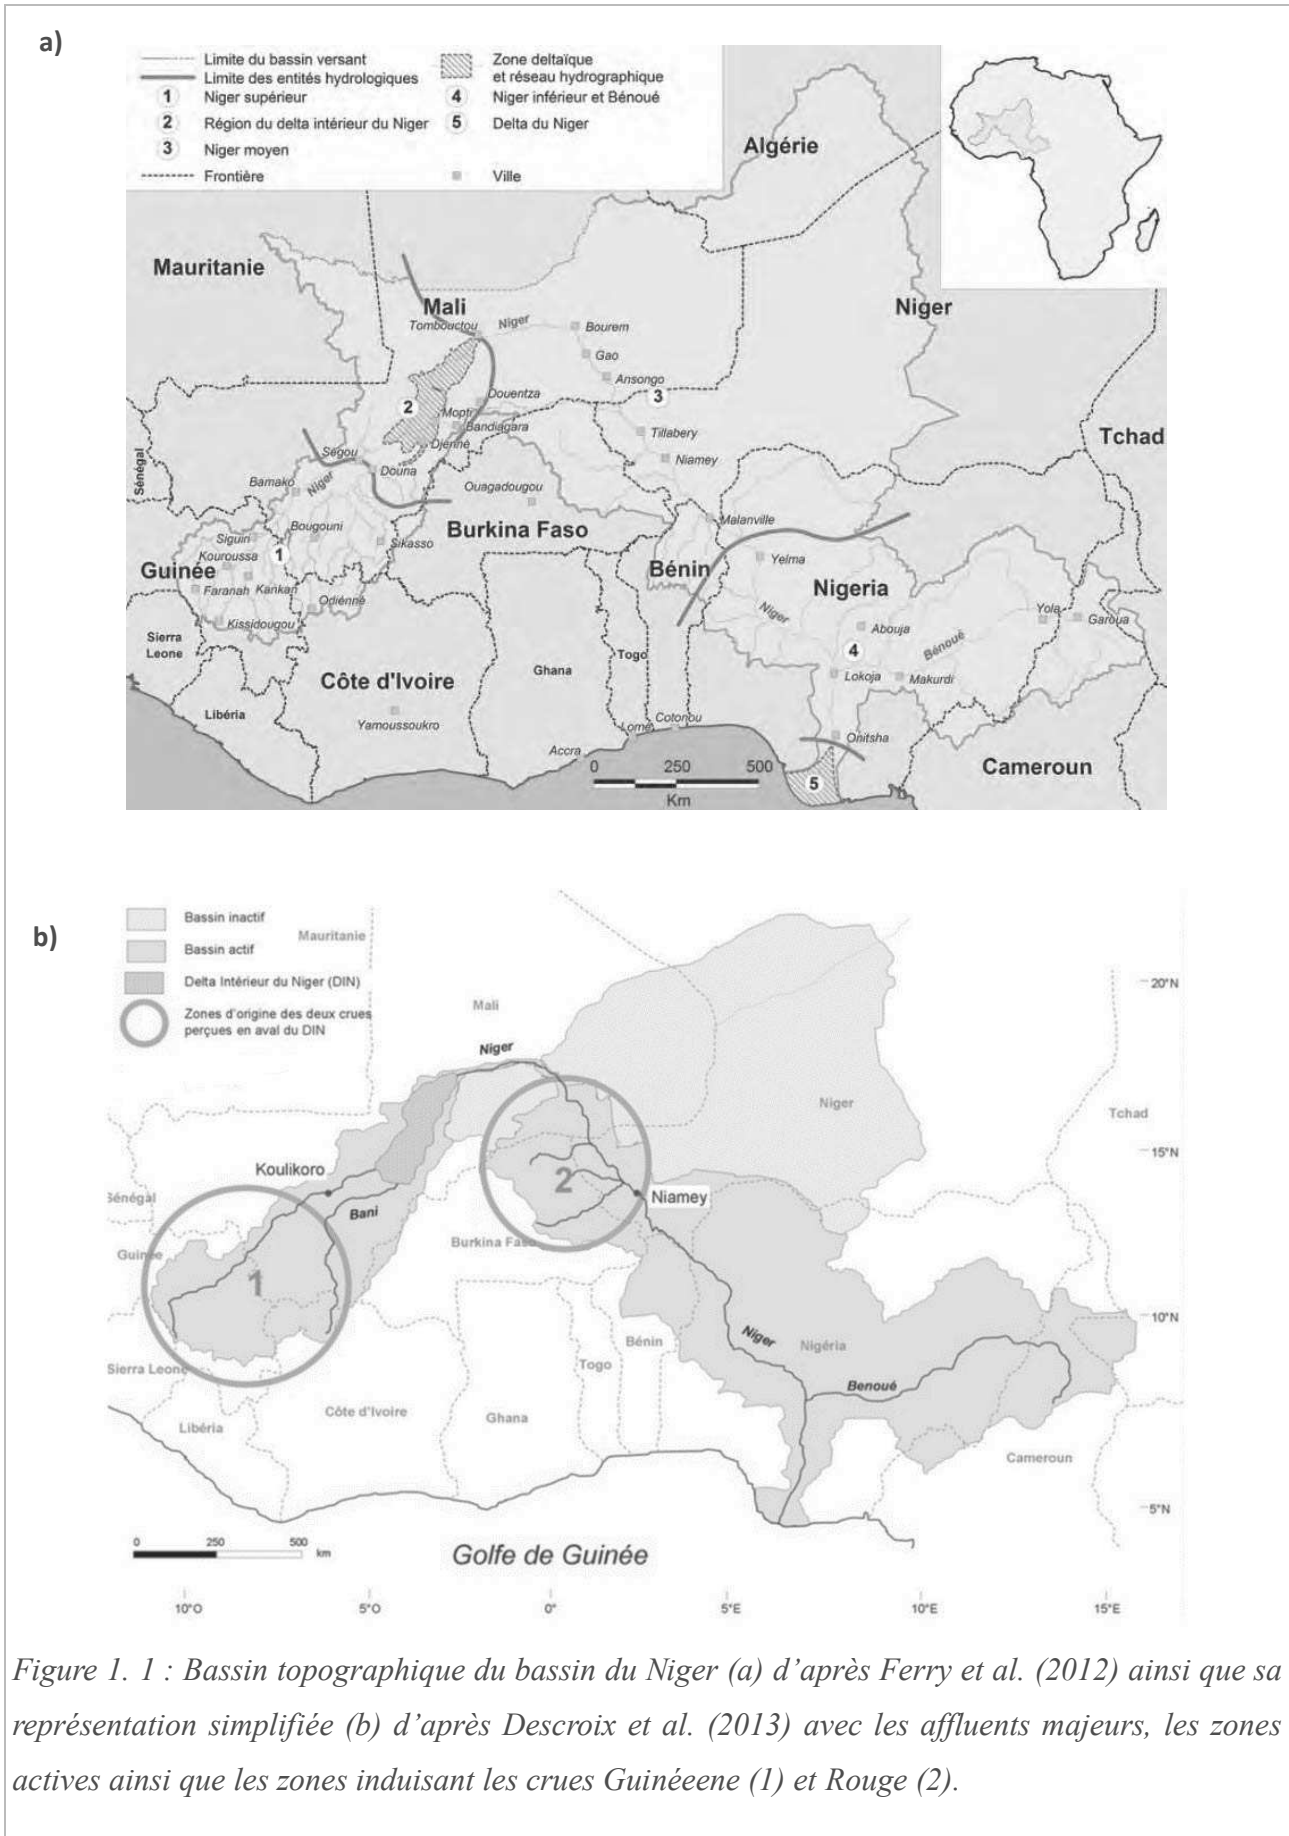 a)
Limite du bassin versant
Limite des entités hydrologiques
1 Niger supérieur
2 Région du delta intérieur du Niger
3 Niger moyen
Frontière
Zone deltaïque
et réseau hydrographique
4 Niger inférieur et Bénoué
5 Delta du Niger
Ville
Algérie
Mauritanie
Mali
Niger
Tombouctou
Niger
Bourem
Gao
Ansongo
3
Douentza
2
Mopti
Bandiagara
Djenné
Tillabery
Niamey
Tchad
Sénégal
Ségou
Douna
Bamako
Niger
Ouagadougou
Burkina Faso
Malanville
Bougouni
Siguiri
Sikasso
1
Kouroussa
Guinée
Faranah
Kankan
Odiénné
Kissidougou
Bénin
Yelma
Nigeria
Niger
Abouja
4
Bénoué
Yola
Garoua
Sierra
Leone
Côte d'Ivoire
Ghana
Togo
Lokoja
Makurdi
Libéria
Yamoussoukro
Lomé
Cotonou
Onitsha
Accra
0 250 500
Km
5
Cameroun
b)
Bassin inactif
Bassin actif
Delta Intérieur du Niger (DIN)
Zones d'origine des deux crues
perçues en aval du DIN
Mauritanie
20°N
Mali
Niger
Niger
Tchad
15°N
Koulikoro
2
Niamey
Sénégal
Bani
Burkina Faso
Guinée
1
10°N
Niger
Nigéria
Bénin
Togo
Sierra Leone
Benoué
Côte d'Ivoire
Ghana
Libéria
Cameroun
5°N
0 250 500
km
Golfe de Guinée
10°O 5°O 0° 5°E 10°E 15°E
Figure 1. 1 : Bassin topographique du bassin du Niger (a) d’après Ferry et al. (2012) ainsi que sa
représentation simplifiée (b) d’après Descroix et al. (2013) avec les affluents majeurs, les zones
actives ainsi que les zones induisant les crues Guinéeene (1) et Rouge (2).